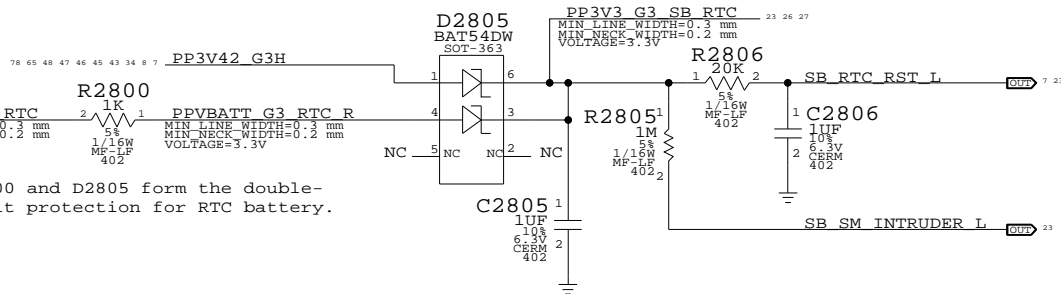 D2805
BAT54DW
SOT-363
PP3V3_G3_SB_RTC
23 26 27
MIN_LINE_WIDTH=0.3 mm
MIN_NECK_WIDTH=0.2 mm
VOLTAGE=3.3V
78 65 48 47 46 45 43 34 8 7
PP3V42_G3H
1
6
R2806
20K
1
2
5%
1/16W
MF-LF
402
SB_RTC_RST_L
OUT
7 23
RTC
0.3 mm
0.2 mm
R2800
1K
2
1
5%
1/16W
MF-LF
402
PPVBATT_G3_RTC_R
MIN_LINE_WIDTH=0.3 mm
MIN_NECK_WIDTH=0.2 mm
VOLTAGE=3.3V
4
3
NC
5
NC
NC
2
NC
R2805
1
1M
5%
1/16W
MF-LF
402
2
C2806
1
1UF
10%
6.3V
2
CERM
402
00 and D2805 form the double-
t protection for RTC battery.
C2805
1
1UF
10%
6.3V
2
CERM
402
SB_SM_INTRUDER_L
OUT
23